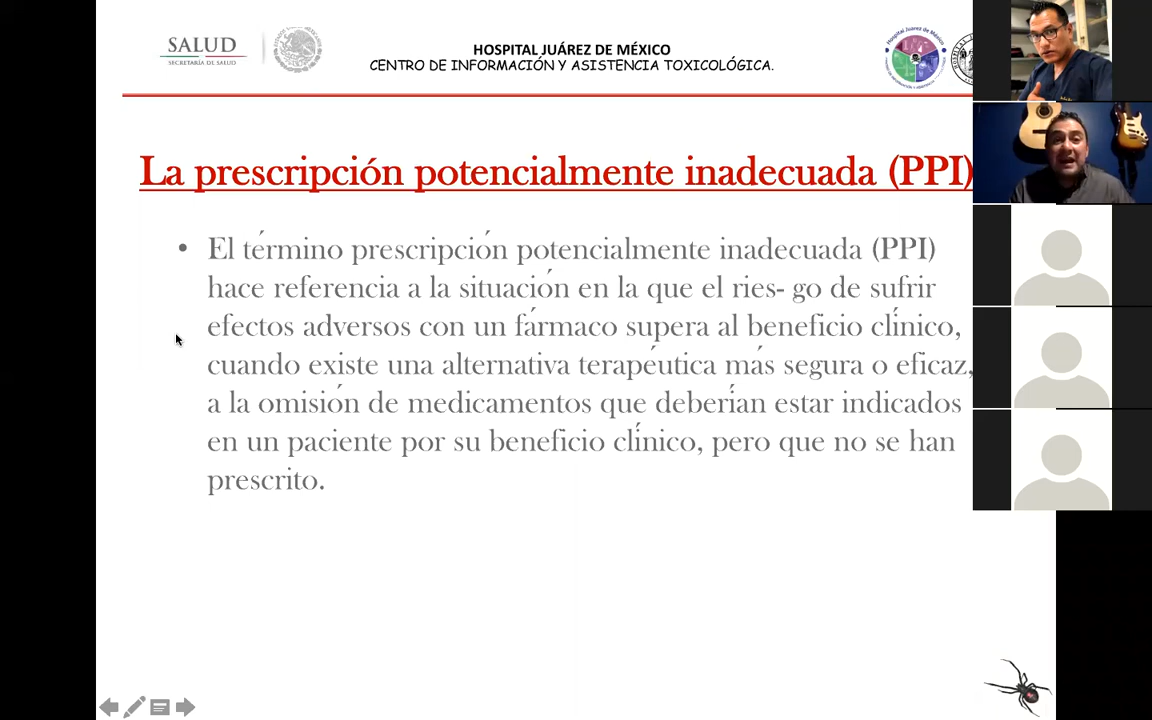 SALUD
SECRETARÍA DE SALUD
HOSPITAL JUÁREZ DE MÉXICO
CENTRO DE INFORMACIÓN Y ASISTENCIA TOXICOLÓGICA.
La prescripción potencialmente inadecuada (PPI)
• El término prescripción potencialmente inadecuada (PPI)
hace referencia a la situación en la que el ries- go de sufrir
efectos adversos con un fármaco supera al beneficio clínico,
cuando existe una alternativa terapéutica más segura o eficaz,
a la omisión de medicamentos que deberían estar indicados
en un paciente por su beneficio clínico, pero que no se han
prescrito.